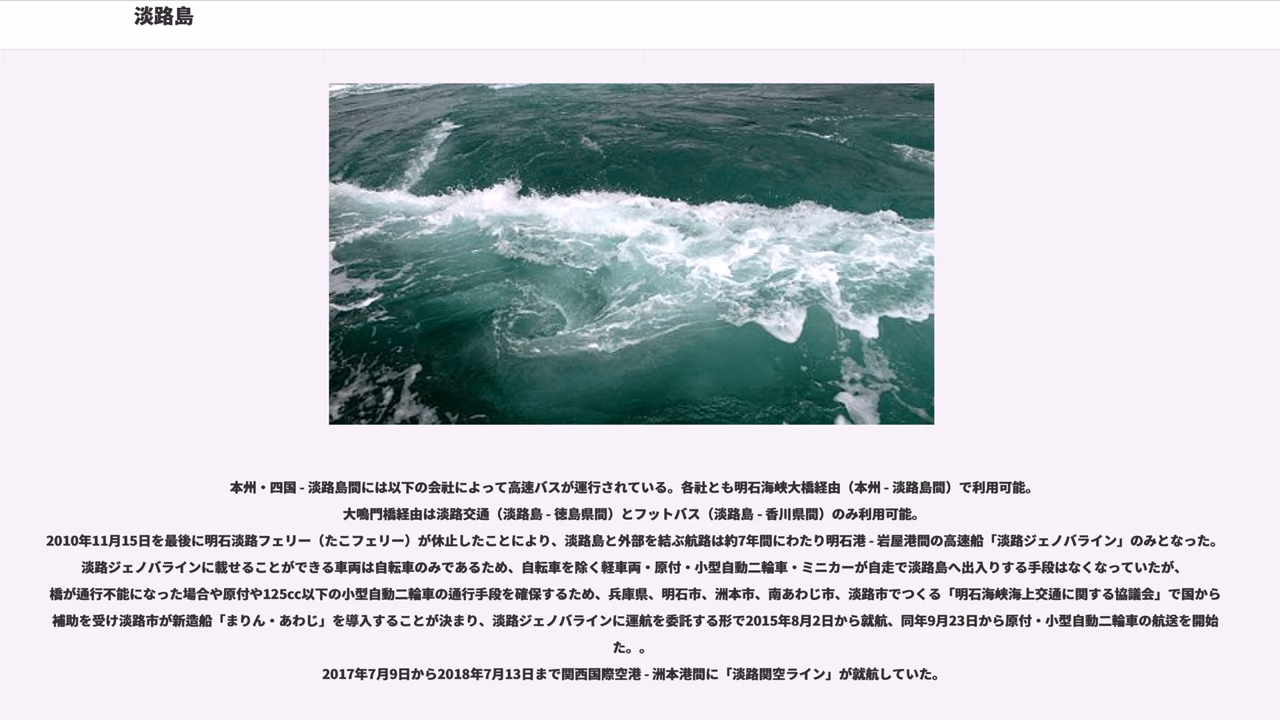 淡路島
本州・四国 - 淡路島間には以下の会社によって高速バスが運行されている。各社とも明石海峡大橋経由（本州 - 淡路島間）で利用可能。
大鳴門橋経由は淡路交通（淡路島 - 徳島県間）とフットバス（淡路島 - 香川県間）のみ利用可能。
2010年11月15日を最後に明石淡路フェリー（たこフェリー）が休止したことにより、淡路島と外部を結ぶ航路は約7年間にわたり明石港 - 岩屋港間の高速船「淡路ジェノバライン」のみとなった。
淡路ジェノバラインに載せることができる車両は自転車のみであるため、自転車を除く軽車両・原付・小型自動二輪車・ミニカーが自走で淡路島へ出入りする手段はなくなっていたが、
橋が通行不能になった場合や原付や125cc以下の小型自動二輪車の通行手段を確保するため、兵庫県、明石市、洲本市、南あわじ市、淡路市でつくる「明石海峡海上交通に関する協議会」で国から
補助を受け淡路市が新造船「まりん・あわじ」を導入することが決まり、淡路ジェノバラインに運航を委託する形で2015年8月2日から就航、同年9月23日から原付・小型自動二輪車の航送を開始
た。。
2017年7月9日から2018年7月13日まで関西国際空港 - 洲本港間に「淡路関空ライン」が就航していた。